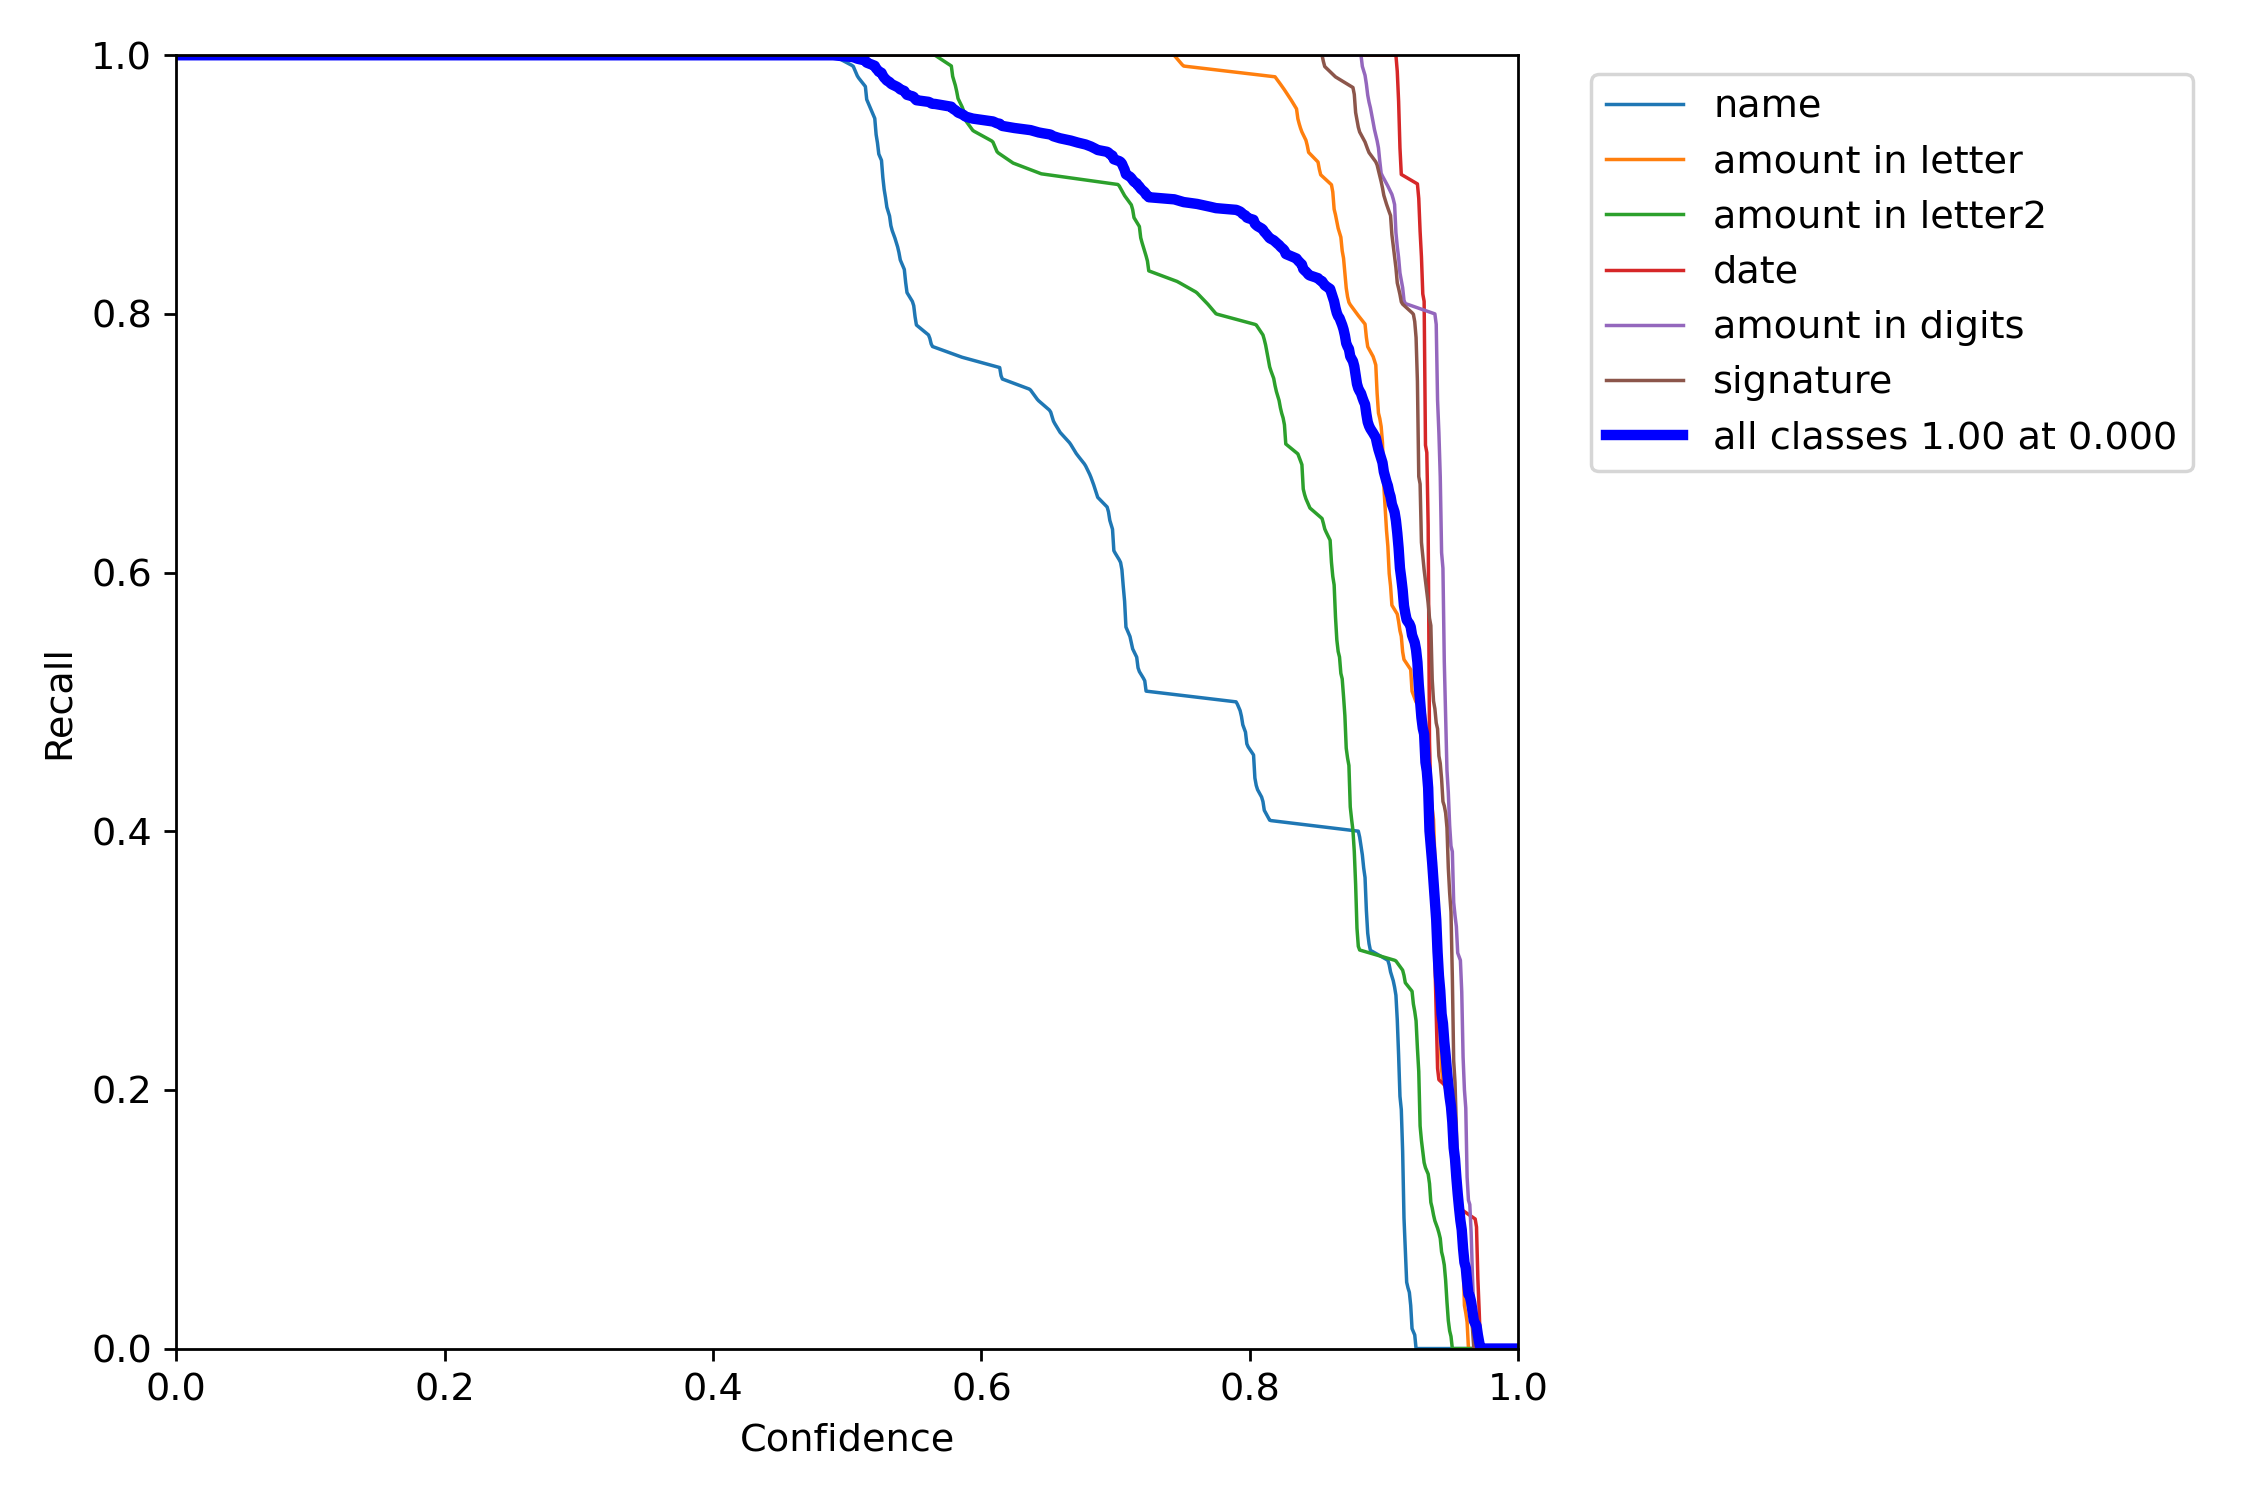 1.0
0.8
0.6
0.4
0.2
0.0
Recall
0.0 0.2 0.4 0.6 0.8 1.0
Confidence
name
amount in letter
amount in letter2
date
amount in digits
signature
all classes 1.00 at 0.000